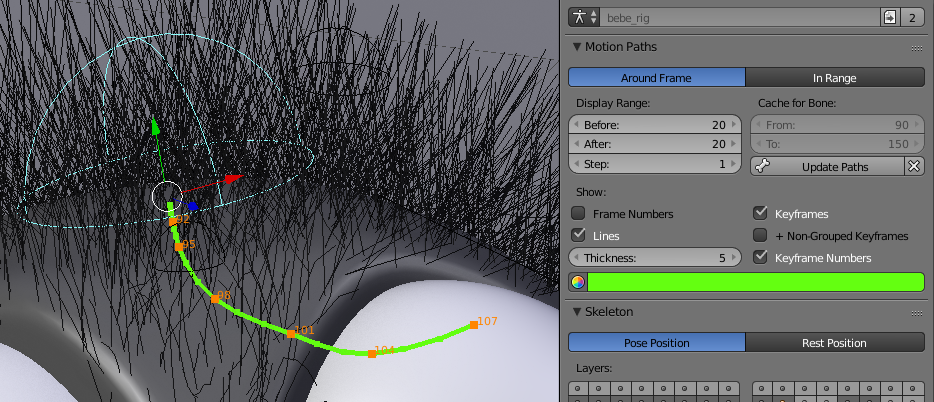 bebe_rig
2
Motion Paths
Around Frame
In Range
Display Range:
Cache for Bone:
Before: 20
From: 90
After: 20
To: 150
Step: 1
Update Paths
Show:
Frame Numbers
Keyframes
Lines
+ Non-Grouped Keyframes
Thickness: 5
Keyframe Numbers
Skeleton
Pose Position
Rest Position
Layers:
92
95
101
104
107